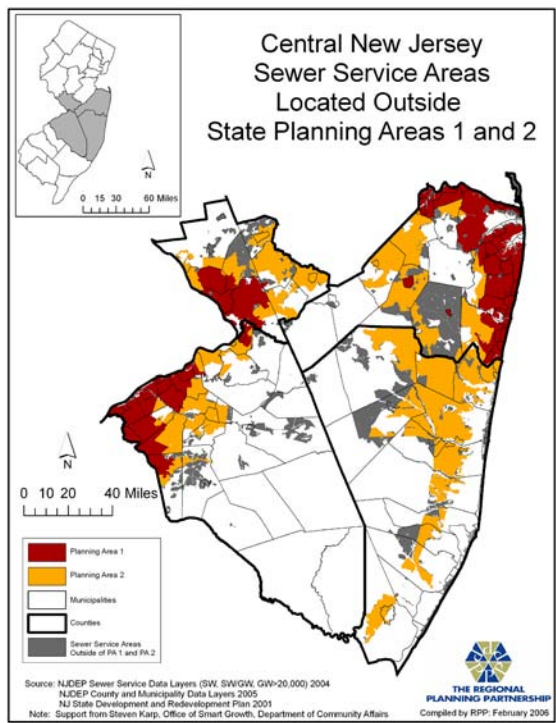 Central New Jersey
Sewer Service Areas
Located Outside
State Planning Areas 1 and 2
N
0 15 30 60 Miles
N
0 10 20 40 Miles
Planning Area 1
Planning Area 2
Municipalities
Counties
Sewer Service Areas
Outside of PA 1 and PA 2
Source: NJDEP Sewer Service Data Layers (SW, SW/GW, GW>20,000) 2004
NJDEP County and Municipality Data Layers 2005
NJ State Development and Redevelopment Plan 2001
Note: Support from Steven Karp, Office of Smart Growth, Department of Community Affairs
THE REGIONAL
PLANNING PARTNERSHIP
Compiled by RPP: February 2006